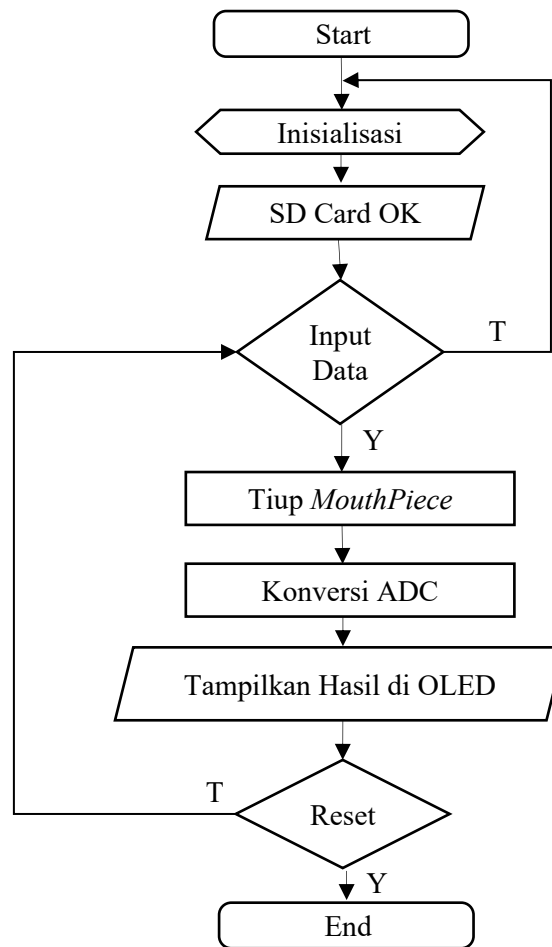 Start
Inisialisasi
SD Card OK
Input
Data
T
Y
Tiup MouthPiece
Konversi ADC
Tampilkan Hasil di OLED
T
Reset
Y
End